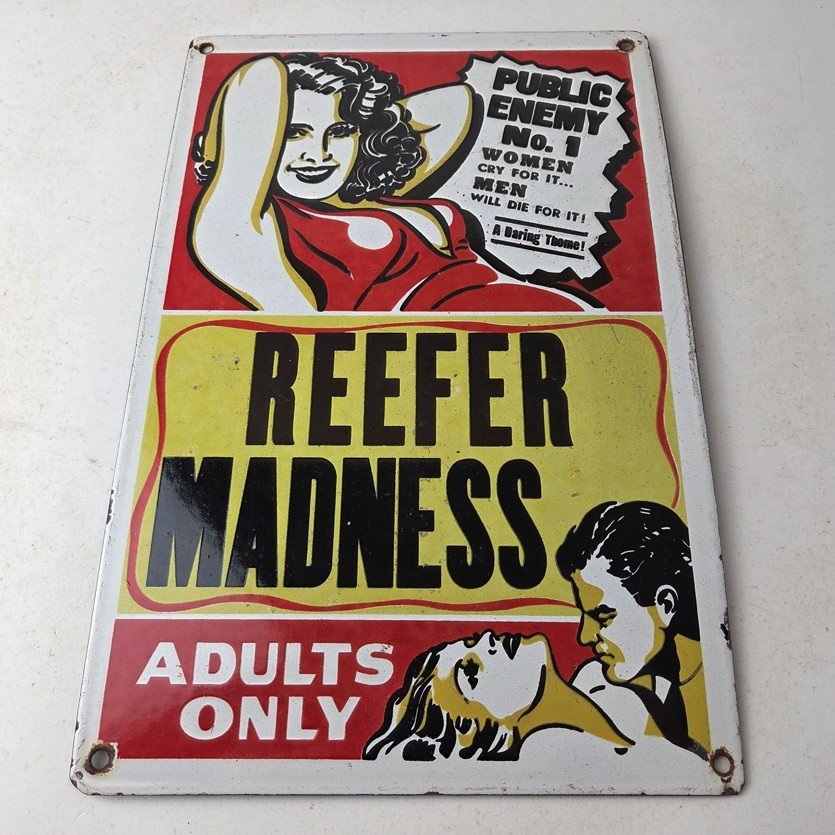 PUBLIC
ENEMY
No. 1
WOMEN
CRY FOR IT...
MEN
WILL DIE FOR IT!
A Daring Theme!
REEFER
MADNESS
ADULTS
ONLY